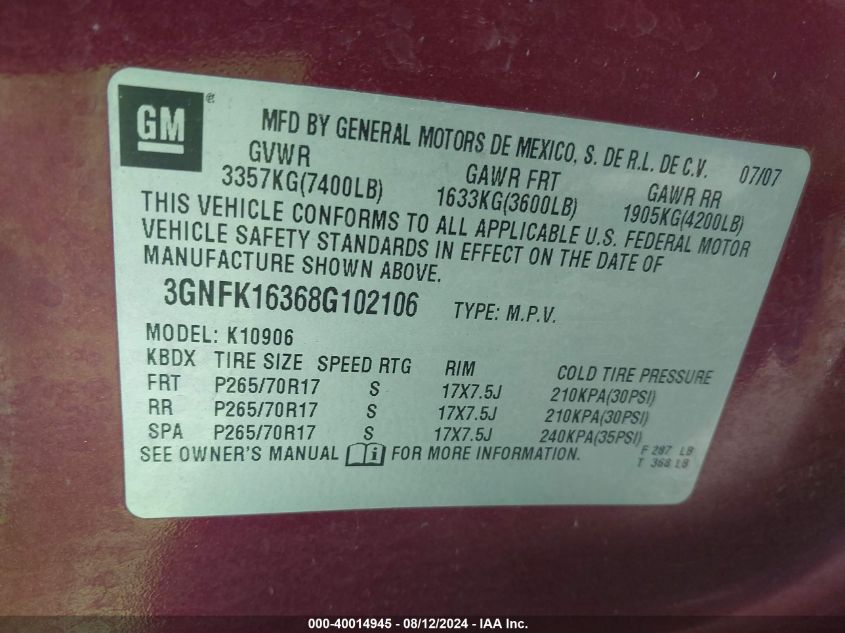 GM ®
MFD BY GENERAL MOTORS DE MEXICO, S. DE R.L. DE C.V. 07/07
GVWR GAWR FRT GAWR RR
3357KG(7400LB) 1633KG(3600LB) 1905KG(4200LB)
THIS VEHICLE CONFORMS TO ALL APPLICABLE U.S. FEDERAL MOTOR
VEHICLE SAFETY STANDARDS IN EFFECT ON THE DATE OF
MANUFACTURE SHOWN ABOVE.
3GNFK16368G102106 TYPE: M.P.V.
MODEL: K10906
KBDX TIRE SIZE SPEED RTG RIM COLD TIRE PRESSURE
FRT P265/70R17 S 17X7.5J 210KPA(30PSI)
RR P265/70R17 S 17X7.5J 210KPA(30PSI)
SPA P265/70R17 S 17X7.5J 240KPA(35PSI)
SEE OWNER'S MANUAL i FOR MORE INFORMATION. F 287 LB
T 368 LB
000-40014945 - 08/12/2024 - IAA Inc.